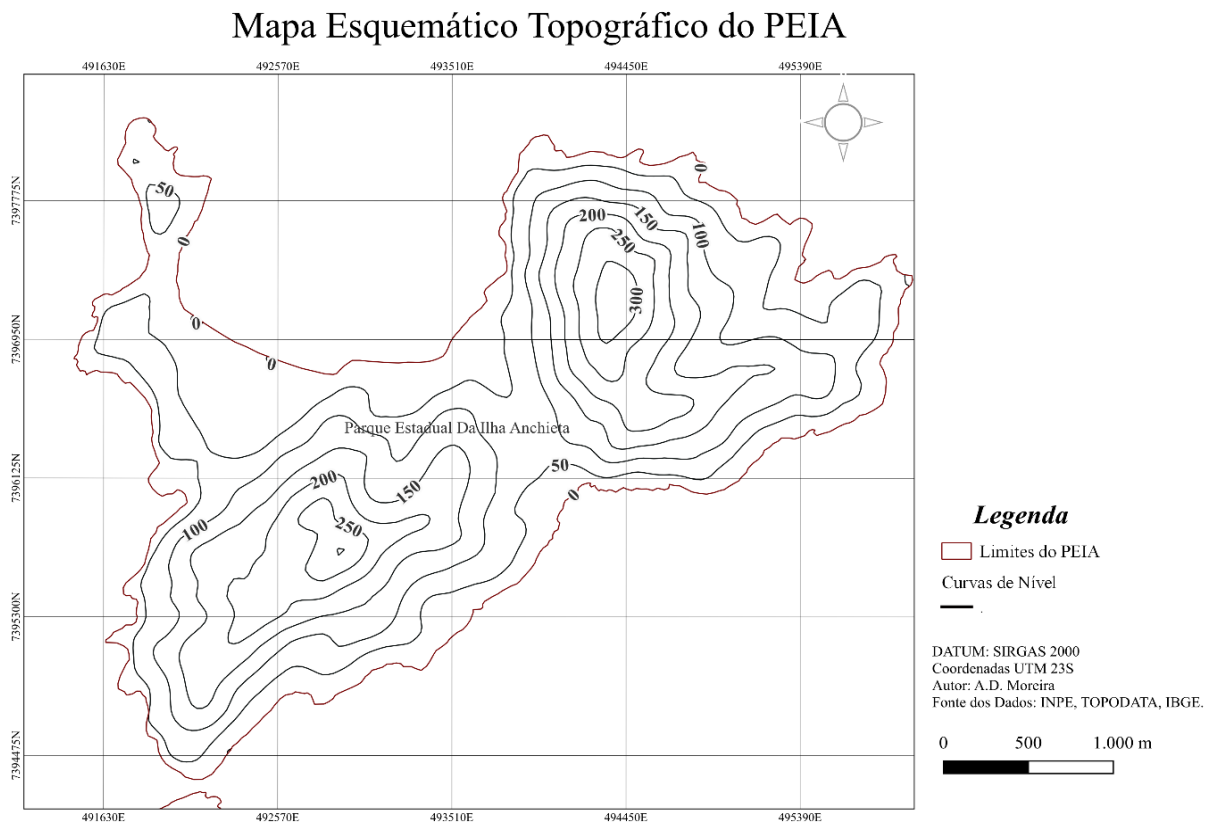 Mapa Esquemático Topográfico do PEIA
491630E 492570E 493510E 494450E 495390E
7397775N
7396950N
7396125N
7395300N
7394475N
0
50
150
200
100
0
250
300
0
0
Parque Estadual Da Ilha Anchieta
50
200
150
0
250
100
491630E 492570E 493510E 494450E 495390E
Legenda
Limites do PEIA
Curvas de Nível
.
DATUM: SIRGAS 2000
Coordenadas UTM 23S
Autor: A.D. Moreira
Fonte dos Dados: INPE, TOPODATA, IBGE.
0 500 1.000 m